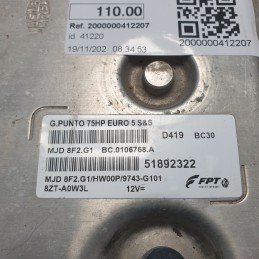 110.00
Ref. 2000000412207
id. 41220
19/11/202 08:34:53
2000000412207
G.PUNTO 75HP EURO 5 S&S
D419 BC30
MJD 8F2.G1 BC.0106768.A
51892322
MJD 8F2.G1/HW00P/9743-G101
8ZT-A0W3L 12V=
FPT